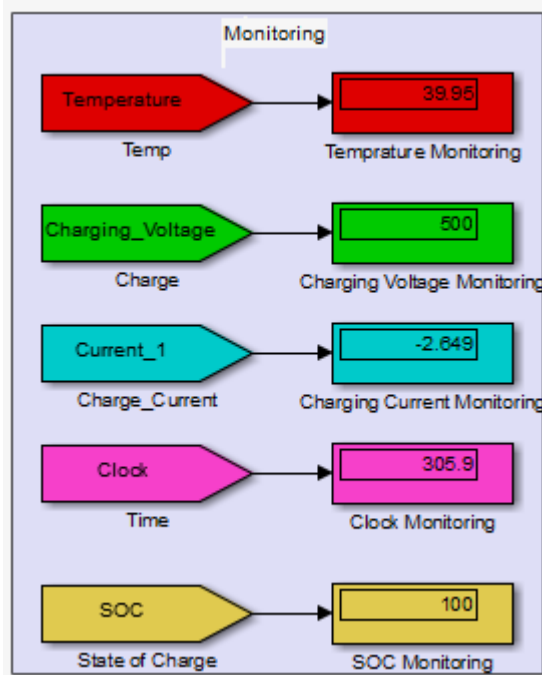 Monitoring
Temperature
39.95
Temp
Temprature Monitoring
Charging_Voltage
500
Charge
Charging Voltage Monitoring
Current_1
-2.649
Charge_Current
Charging Current Monitoring
Clock
305.9
Time
Clock Monitoring
SOC
100
State of Charge
SOC Monitoring